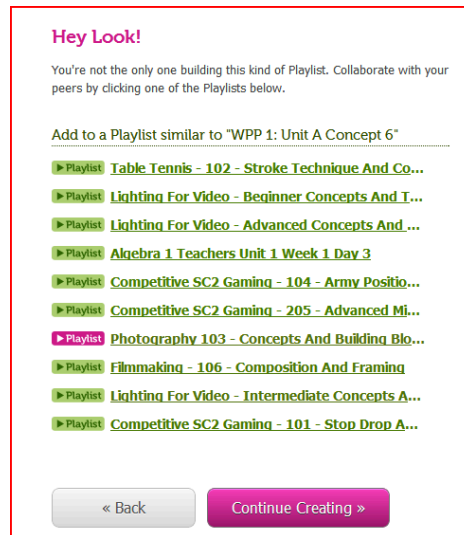 Hey Look!
You're not the only one building this kind of Playlist. Collaborate with your
peers by clicking one of the Playlists below.
Add to a Playlist similar to "WPP 1: Unit A Concept 6"
Playlist Table Tennis - 102 - Stroke Technique And Co...
Playlist Lighting For Video - Beginner Concepts And T...
Playlist Lighting For Video - Advanced Concepts And ...
Playlist Algebra 1 Teachers Unit 1 Week 1 Day 3
Playlist Competitive SC2 Gaming - 104 - Army Positio...
Playlist Competitive SC2 Gaming - 205 - Advanced Mi...
Playlist Photography 103 - Concepts And Building Blo...
Playlist Filmmaking - 106 - Composition And Framing
Playlist Lighting For Video - Intermediate Concepts A...
Playlist Competitive SC2 Gaming - 101 - Stop Drop A...
« Back Continue Creating »